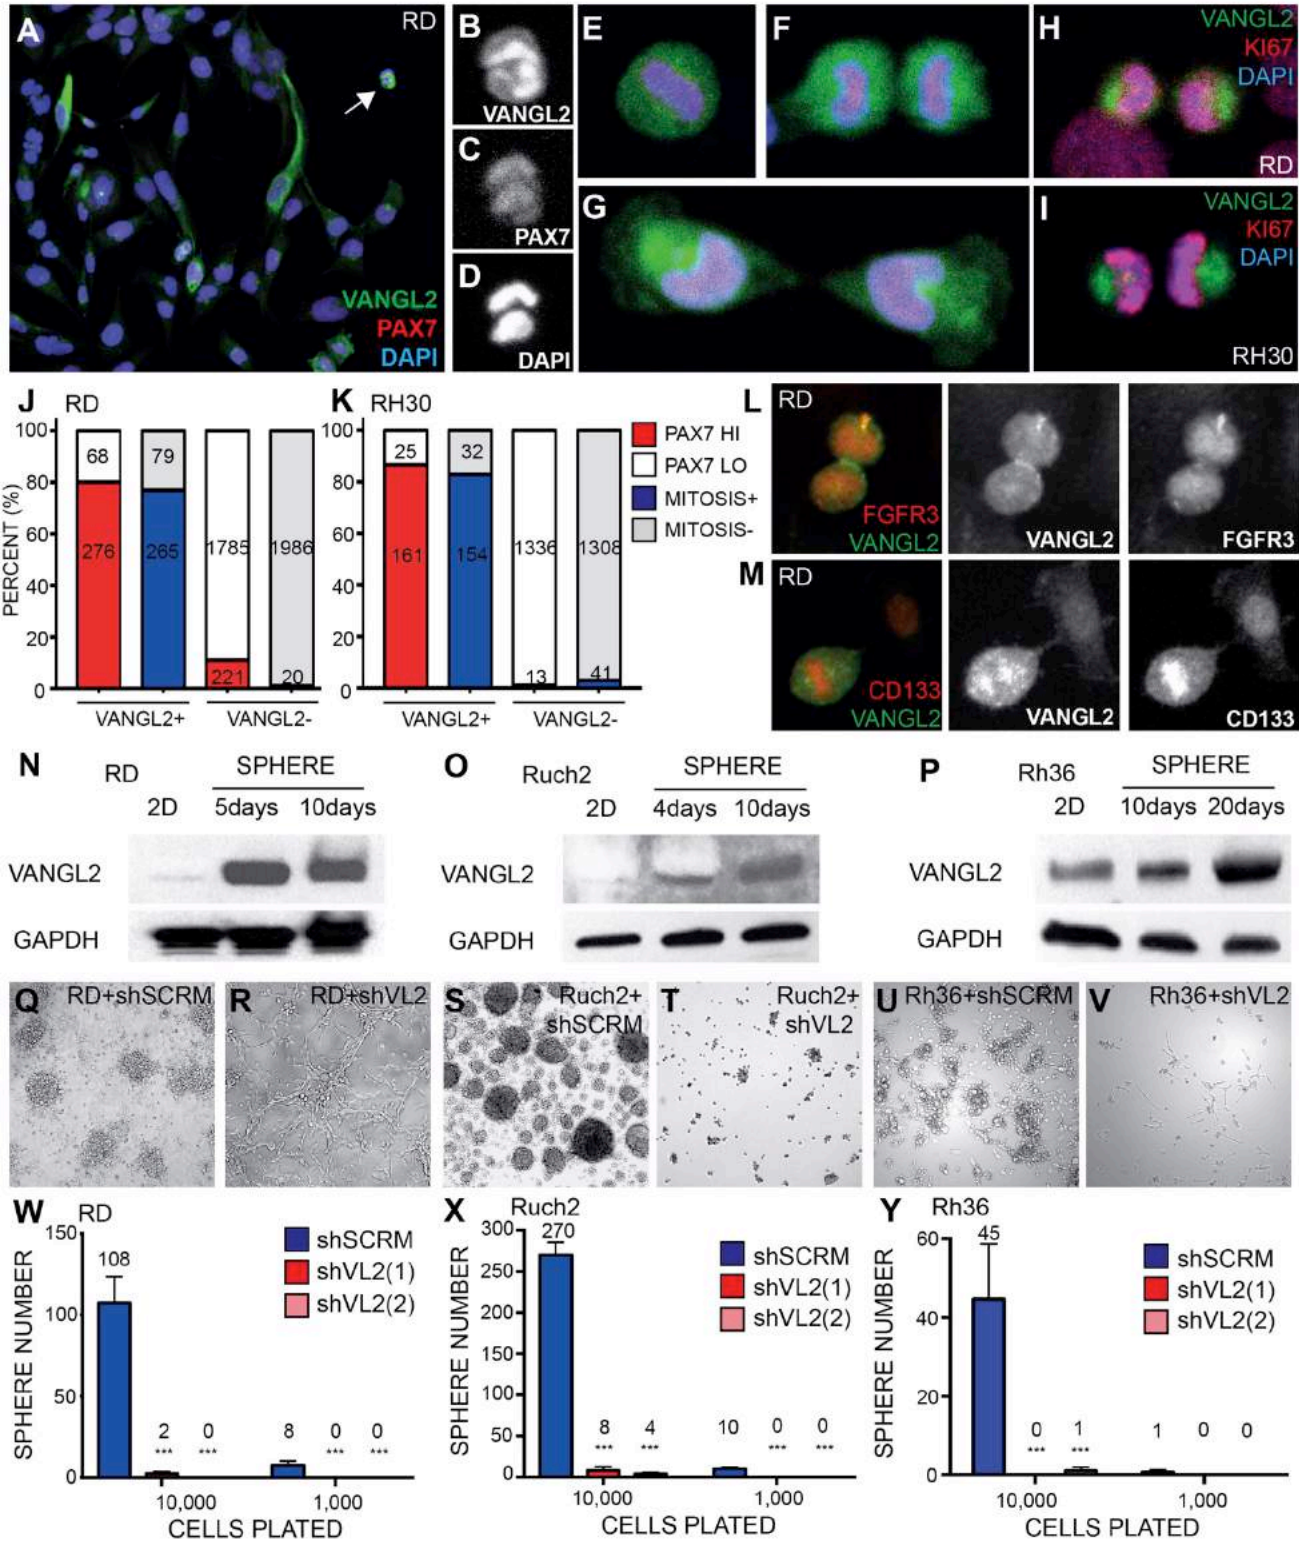 A
RD
VANGL2
PAX7
DAPI
B
VANGL2
C
PAX7
D
DAPI
E
F
G
H
VANGL2
KI67
DAPI
RD
I
VANGL2
KI67
DAPI
RH30
J RD
PERCENT (%)
100
80
60
40
20
0
68
79
276
265
1785
1986
221
20
VANGL2+
VANGL2-
K RH30
100
80
60
40
20
0
25
32
161
154
1336
1308
13
41
VANGL2+
VANGL2-
PAX7 HI
PAX7 LO
MITOSIS+
MITOSIS-
L
RD
FGFR3
VANGL2
VANGL2
FGFR3
M
RD
CD133
VANGL2
VANGL2
CD133
N
RD
SPHERE
2D 5days 10days
VANGL2
GAPDH
O
Ruch2
SPHERE
2D 4days 10days
VANGL2
GAPDH
P
Rh36
SPHERE
2D 10days 20days
VANGL2
GAPDH
Q RD+shSCRM
R RD+shVL2
S Ruch2+
shSCRM
T Ruch2+
shVL2
U Rh36+shSCRM
V Rh36+shVL2
W RD
SPHERE NUMBER
150
100
50
0
108
2
0
8
0
0
***
***
***
***
shSCRM
shVL2(1)
shVL2(2)
10,000
1,000
CELLS PLATED
X Ruch2
SPHERE NUMBER
300
250
200
150
100
50
0
270
8
4
10
0
0
***
***
***
***
shSCRM
shVL2(1)
shVL2(2)
10,000
1,000
CELLS PLATED
Y Rh36
SPHERE NUMBER
60
40
20
0
45
0
1
1
0
0
***
***
shSCRM
shVL2(1)
shVL2(2)
10,000
1,000
CELLS PLATED